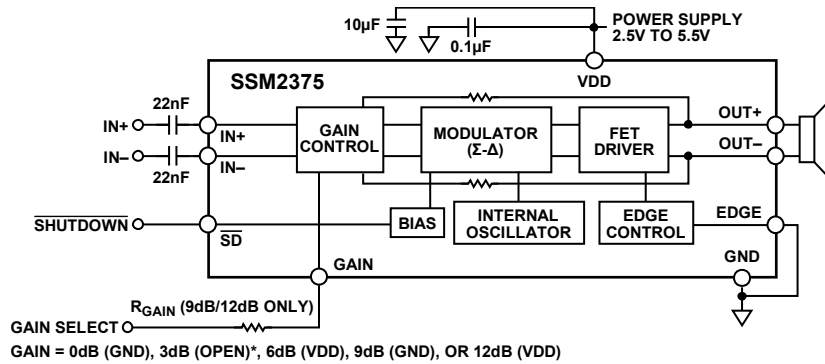 10µF
0.1µF
POWER SUPPLY
2.5V TO 5.5V
VDD
SSM2375
22nF
IN+
IN+
GAIN
CONTROL
MODULATOR
(Σ-Δ)
FET
DRIVER
OUT+
IN–
IN–
OUT–
22nF
SHUTDOWN
SD
BIAS
INTERNAL
OSCILLATOR
EDGE
CONTROL
EDGE
GAIN
GND
RGAIN (9dB/12dB ONLY)
GAIN SELECT
GAIN = 0dB (GND), 3dB (OPEN)*, 6dB (VDD), 9dB (GND), OR 12dB (VDD)